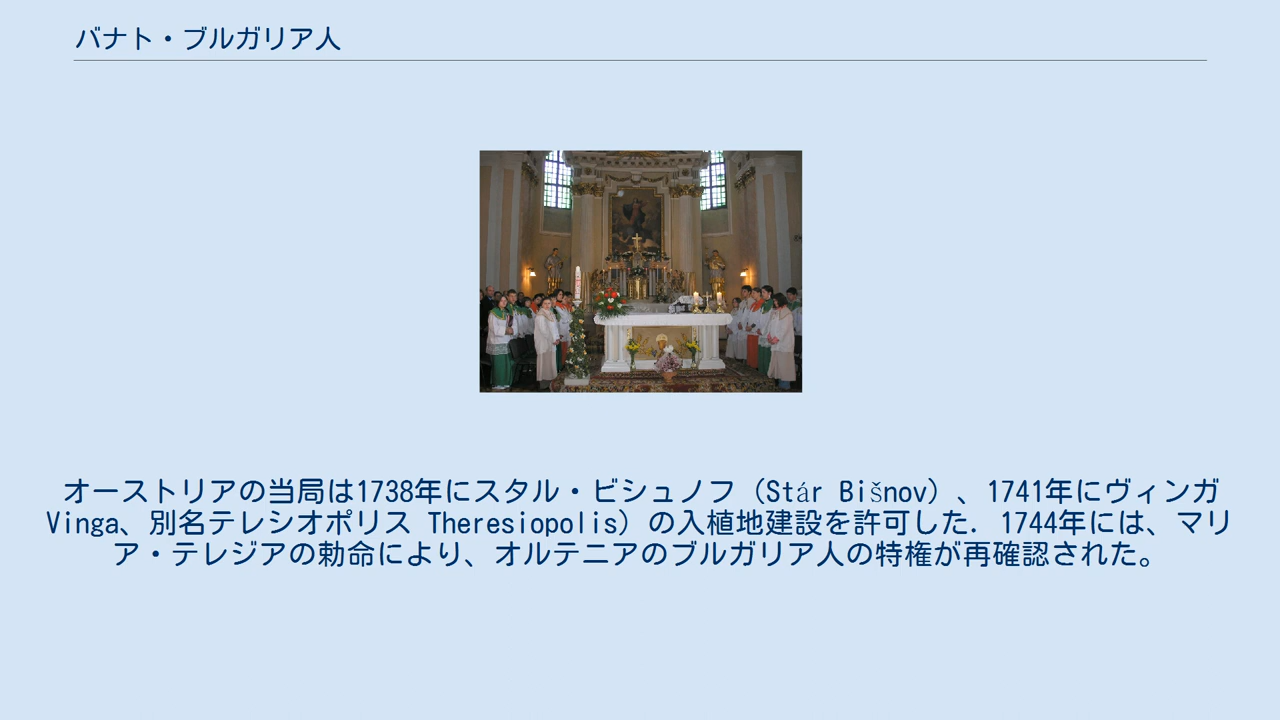 バナト・ブルガリア人
オーストリアの当局は1738年にスタル・ビシュノフ（Stár Bišnov）、1741年にヴィンガ
Vinga、別名テレシオポリス Theresiopolis）の入植地建設を許可した. 1744年には、マリ
ア・テレジアの勅命により、オルテニアのブルガリア人の特権が再確認された。